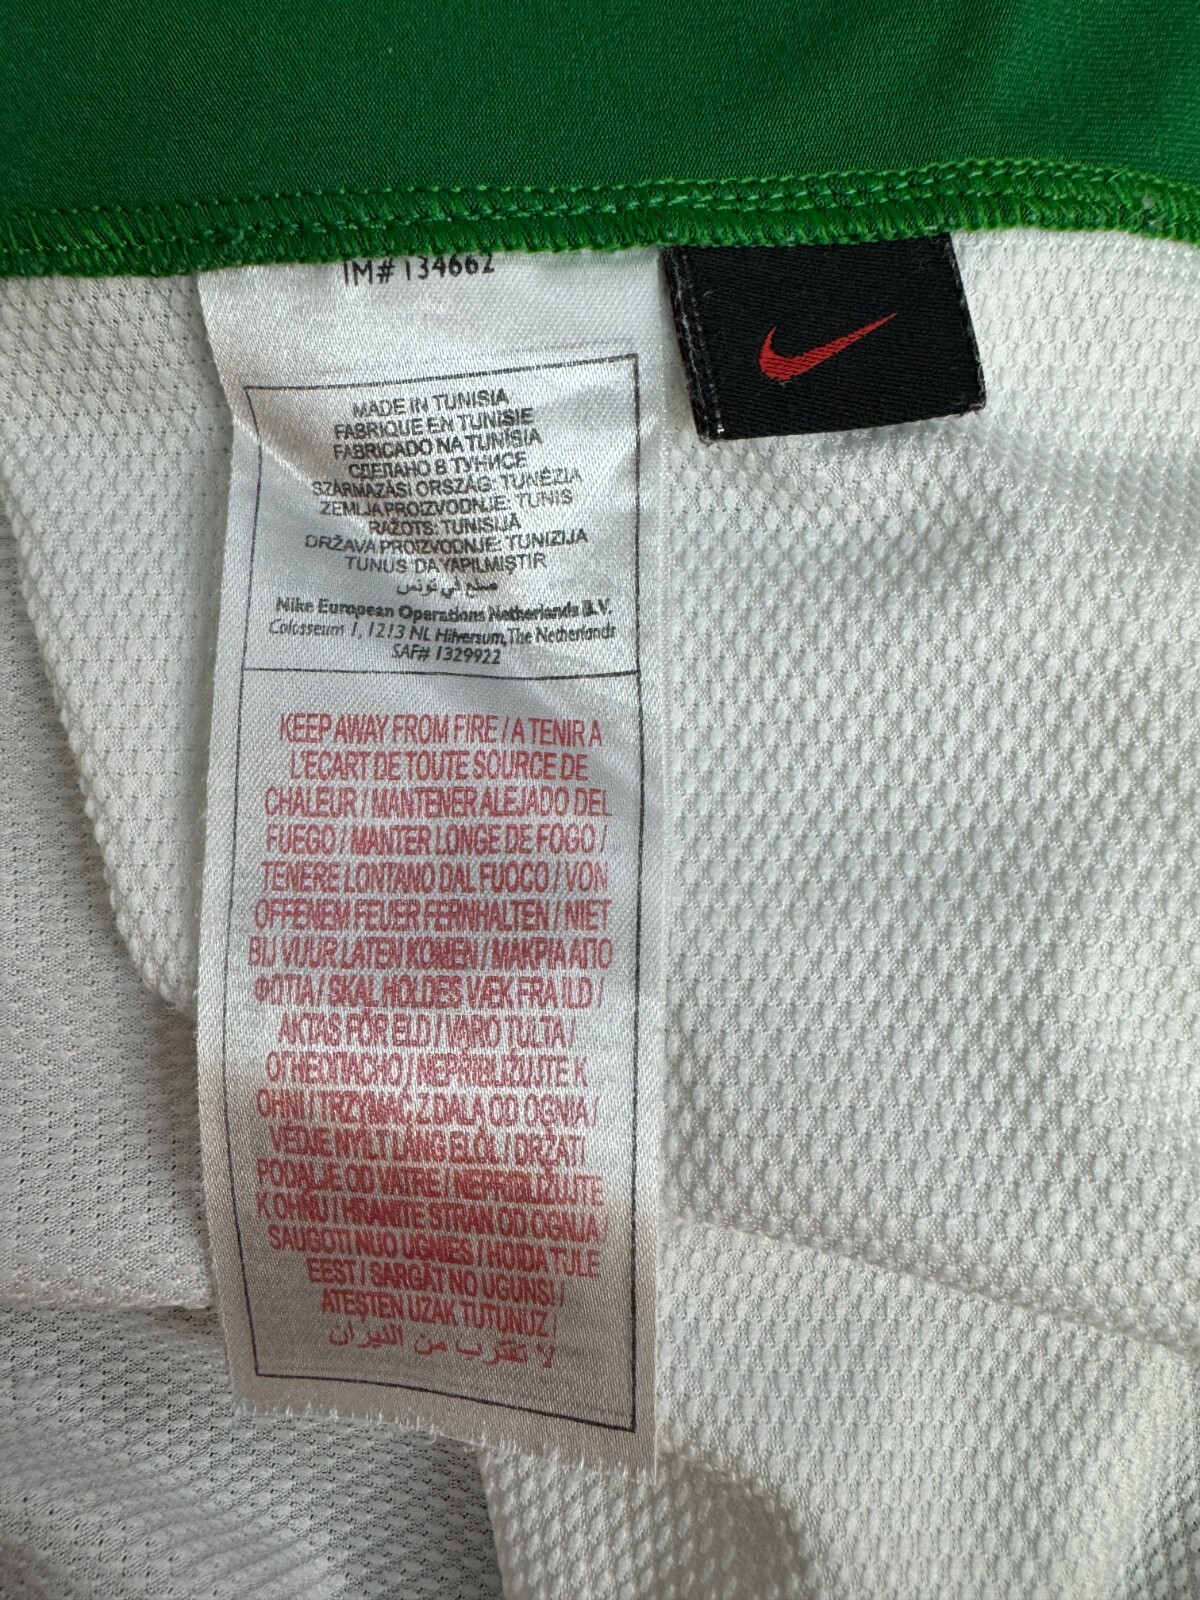 IM# 134662
MADE IN TUNISIA
FABRIQUE EN TUNISIE
FABRICADO NA TUNÍSIA
СДЕЛАНО В ТУНИСЕ
SZÁRMAZÁSI ORSZÁG: TUNÉZIA
ZEMLJA PROIZVODNJE: TUNIS
RAŽOTS: TUNISIJĀ
DRŽAVA PROIZVODNJE: TUNIZIJA
TUNUS'DA YAPILMIŞTIR
صنع في تونس
Nike European Operations Netherlands B.V.
Colosseum 1, 1213 NL Hilversum, The Netherlands
SAF# 1329922
KEEP AWAY FROM FIRE / A TENIR A
L'ECART DE TOUTE SOURCE DE
CHALEUR / MANTENER ALEJADO DEL
FUEGO / MANTER LONGE DE FOGO /
TENERE LONTANO DAL FUOCO / VON
OFFENEM FEUER FERNHALTEN / NIET
BIJ VUUR LATEN KOMEN / ΜΑΚΡΙΑ ΑΠΟ
ΦΩΤΙΑ / SKAL HOLDES VÆK FRA ILD /
AKTAS FÖR ELD / VARO TULTA /
ОГНЕОПАСНО / NEPŘIBLIŽUJTE K
OHNI / TRZYMAĆ Z DALA OD OGNIA /
VEDJE NYÍLT LÁNG ELŐL / DRŽATI
PODALJE OD VATRE / NEPRIBLIŽUJTE
K OHŇU / HRANITE STRAN OD OGNJA /
SAUGOTI NUO UGNIES / HOIDA TULE
EEST / SARGĀT NO UGUNS! /
ATEŞTEN UZAK TUTUNUZ /
لا تقترب من النيران